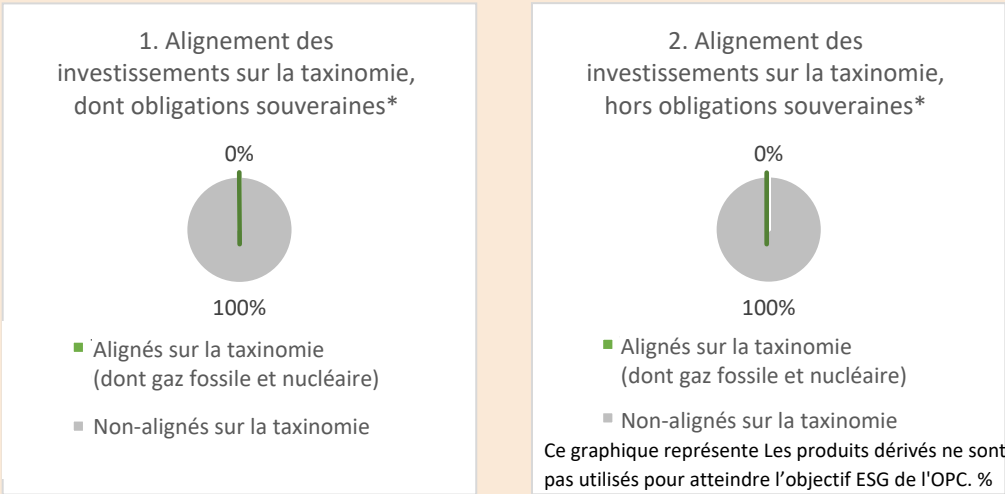 1. Alignement des
investissements sur la taxinomie,
dont obligations souveraines*
0%
100%
Alignés sur la taxinomie
(dont gaz fossile et nucléaire)
Non-alignés sur la taxinomie
2. Alignement des
investissements sur la taxinomie,
hors obligations souveraines*
0%
100%
Alignés sur la taxinomie
(dont gaz fossile et nucléaire)
Non-alignés sur la taxinomie
Ce graphique représente Les produits dérivés ne sont
pas utilisés pour atteindre l’objectif ESG de l'OPC. %